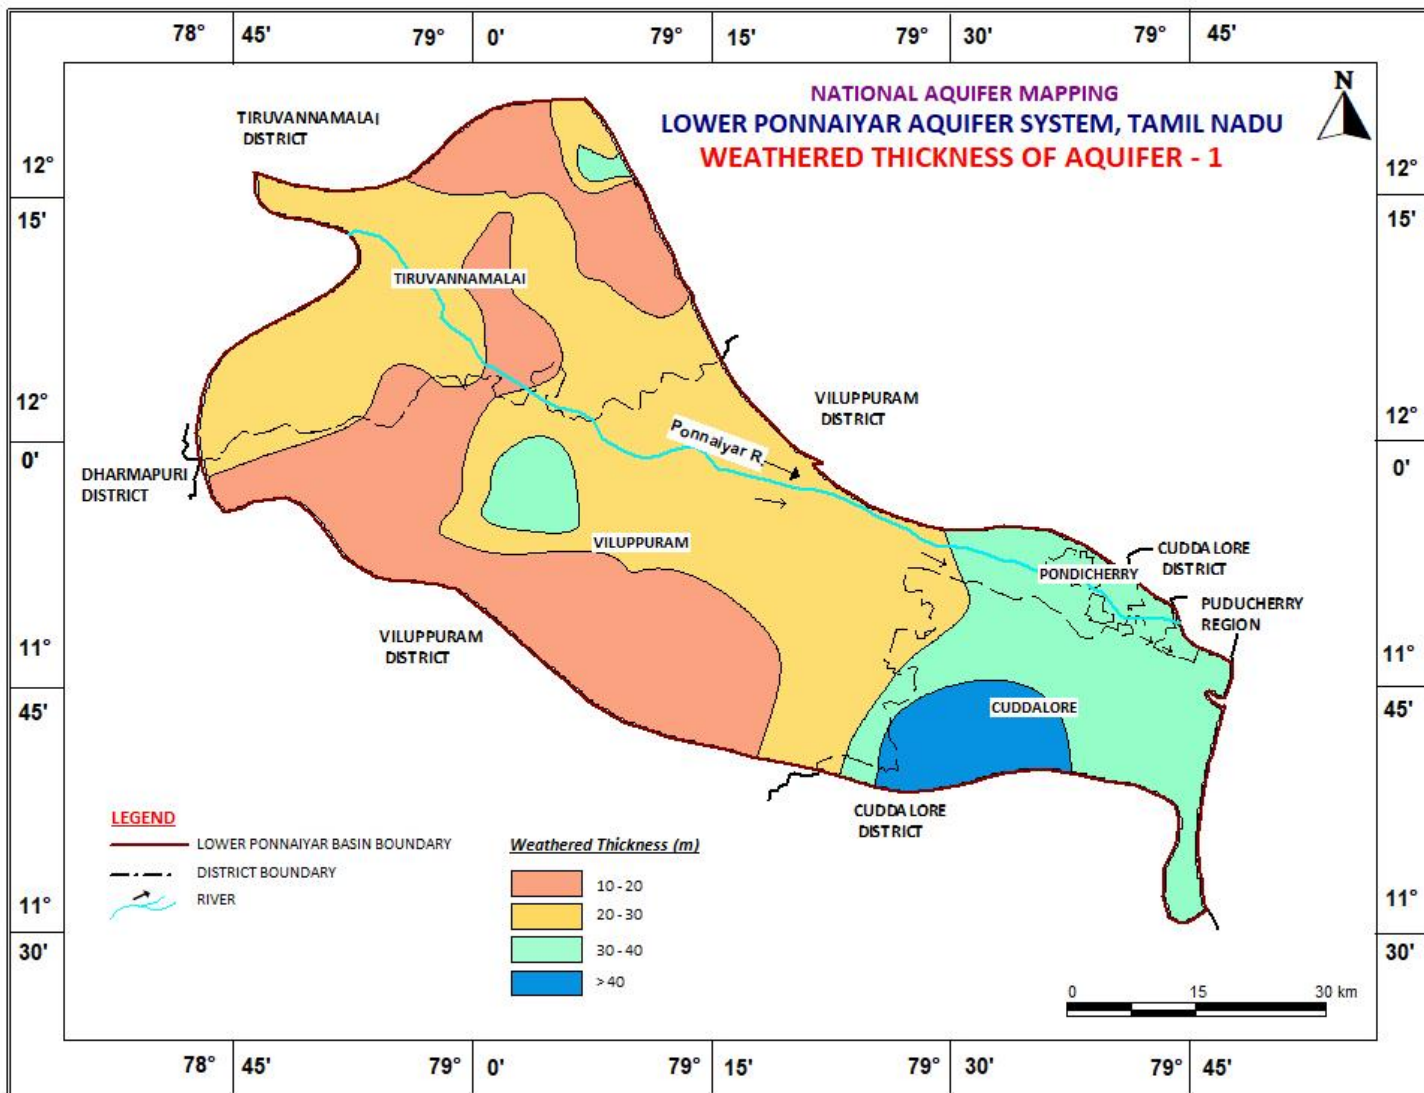 78° 45' 79° 0' 79° 15' 79° 30' 79° 45'
NATIONAL AQUIFER MAPPING
LOWER PONNAIYAR AQUIFER SYSTEM, TAMIL NADU
WEATHERED THICKNESS OF AQUIFER - 1
N
TIRUVANNAMALAI
DISTRICT
12° 12°
15' 15'
TIRUVANNAMALAI
VILUPPURAM
DISTRICT
12° 12°
0' 0'
Ponnaiyar R.
DHARMAPURI
DISTRICT
VILUPPURAM
CUDDALORE
DISTRICT
PONDICHERRY
PUDUCHERRY
REGION
VILUPPURAM
DISTRICT
11° 11°
45' 45'
CUDDALORE
CUDDALORE
DISTRICT
LEGEND
LOWER PONNAIYAR BASIN BOUNDARY
DISTRICT BOUNDARY
RIVER
Weathered Thickness (m)
10 - 20
20 - 30
30 - 40
>40
11° 11°
30' 30'
0 15 30 km
78° 45' 79° 0' 79° 15' 79° 30' 79° 45'